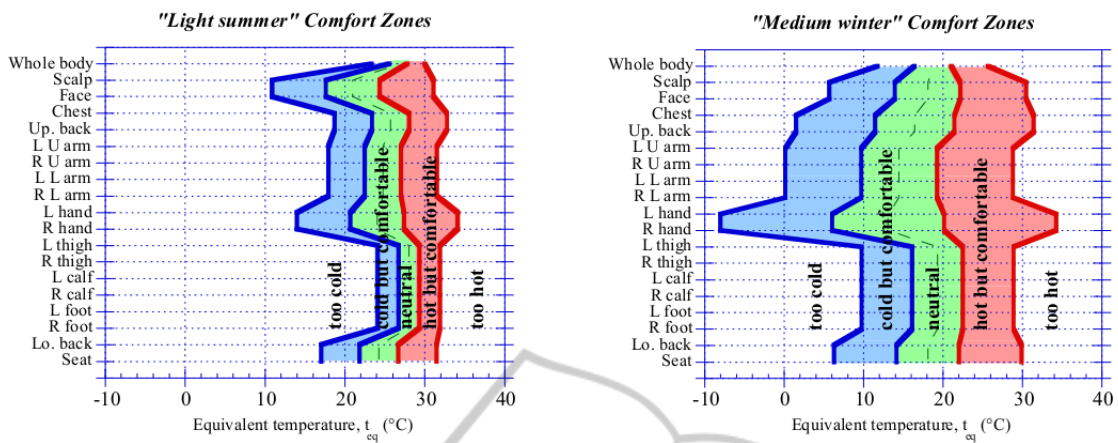 "Light summer" Comfort Zones
Whole body
Scalp
Face
Chest
Up. back
L U arm
R U arm
L L arm
R L arm
L hand
R hand
L thigh
R thigh
L calf
R calf
L foot
R foot
Lo. back
Seat
too cold
cold but comfortable
neutral
hot but comfortable
too hot
-10 0 10 20 30 40
Equivalent temperature, t eq (°C)
"Medium winter" Comfort Zones
Whole body
Scalp
Face
Chest
Up. back
L U arm
R U arm
L L arm
R L arm
L hand
R hand
L thigh
R thigh
L calf
R calf
L foot
R foot
Lo. back
Seat
too cold
cold but comfortable
neutral
hot but comfortable
too hot
-10 0 10 20 30 40
Equivalent temperature, t eq (°C)